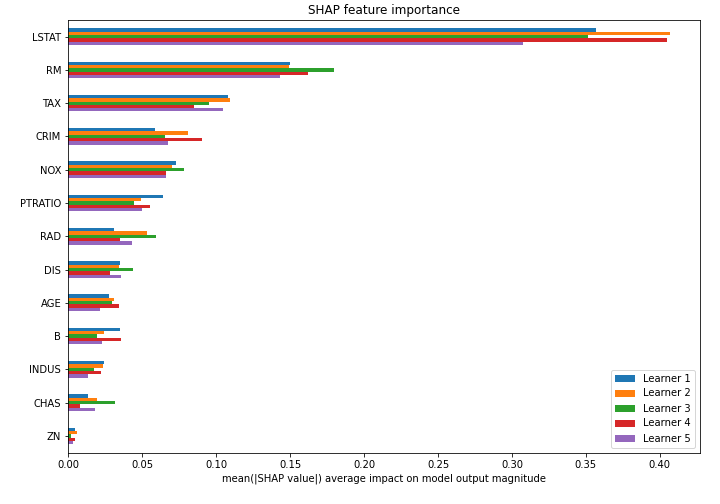 SHAP feature importance
LSTAT
RM
TAX
CRIM
NOX
PTRATIO
RAD
DIS
AGE
B
INDUS
CHAS
ZN
Learner 1
Learner 2
Learner 3
Learner 4
Learner 5
0.00 0.05 0.10 0.15 0.20 0.25 0.30 0.35 0.40
mean(|SHAP value|) average impact on model output magnitude